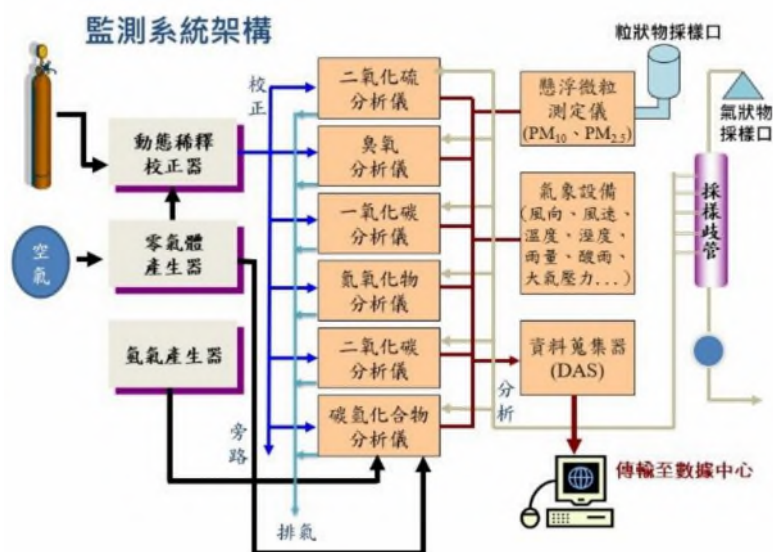 監測系統架構
校正
二氧化硫
分析儀
懸浮微粒
測定儀
(PM10、PM2.5)
粒狀物採樣口
氣狀物
採樣口
動態稀釋
校正器
臭氧
分析儀
空氣
零氣體
產生器
一氧化碳
分析儀
氣象設備
(風向、風速、
溫度、溼度、
雨量、酸雨、
大氣壓力...)
採樣歧管
氮氧化物
分析儀
氫氣產生器
二氧化碳
分析儀
資料蒐集器
(DAS)
分析
旁路
碳氫化合物
分析儀
傳輸至數據中心
排氣